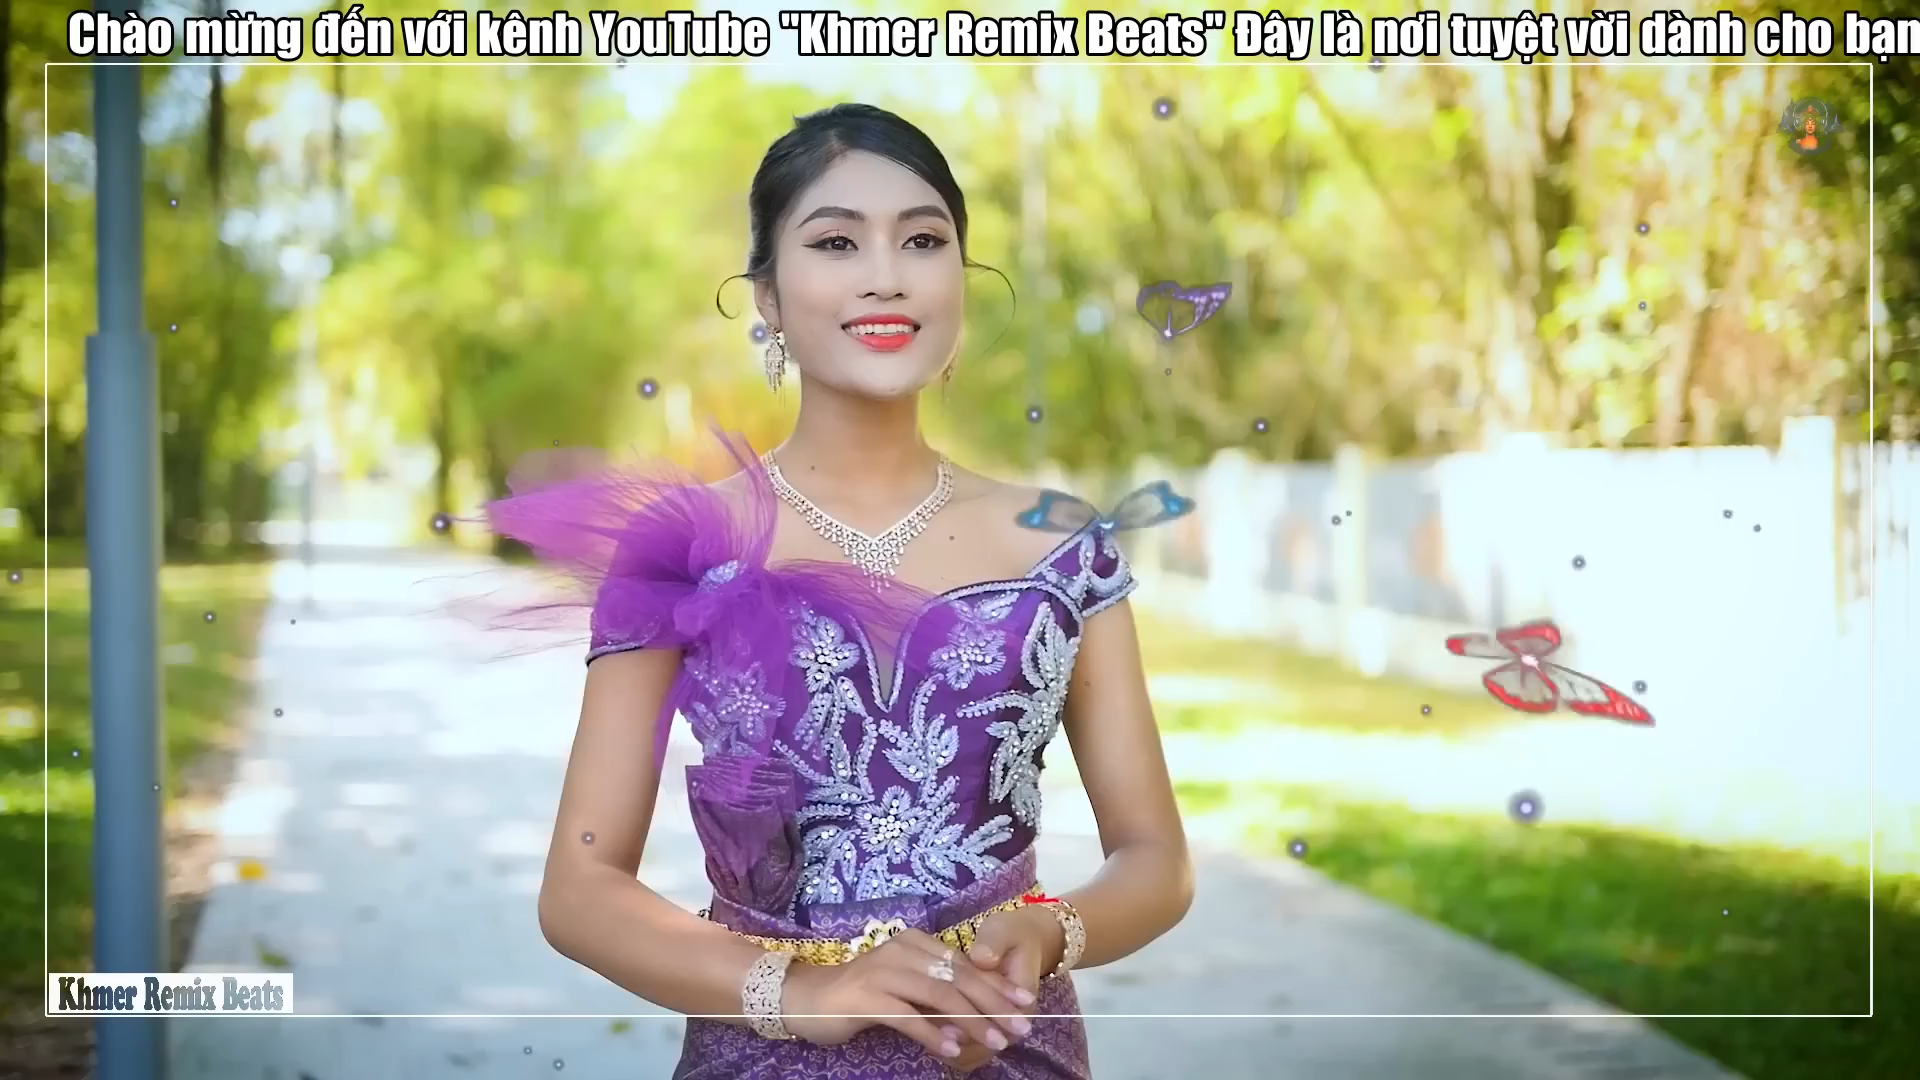 Chào mừng đến với kênh YouTube "Khmer Remix Beats" Đây là nơi tuyệt vời dành cho bạn
Khmer Remix Beats